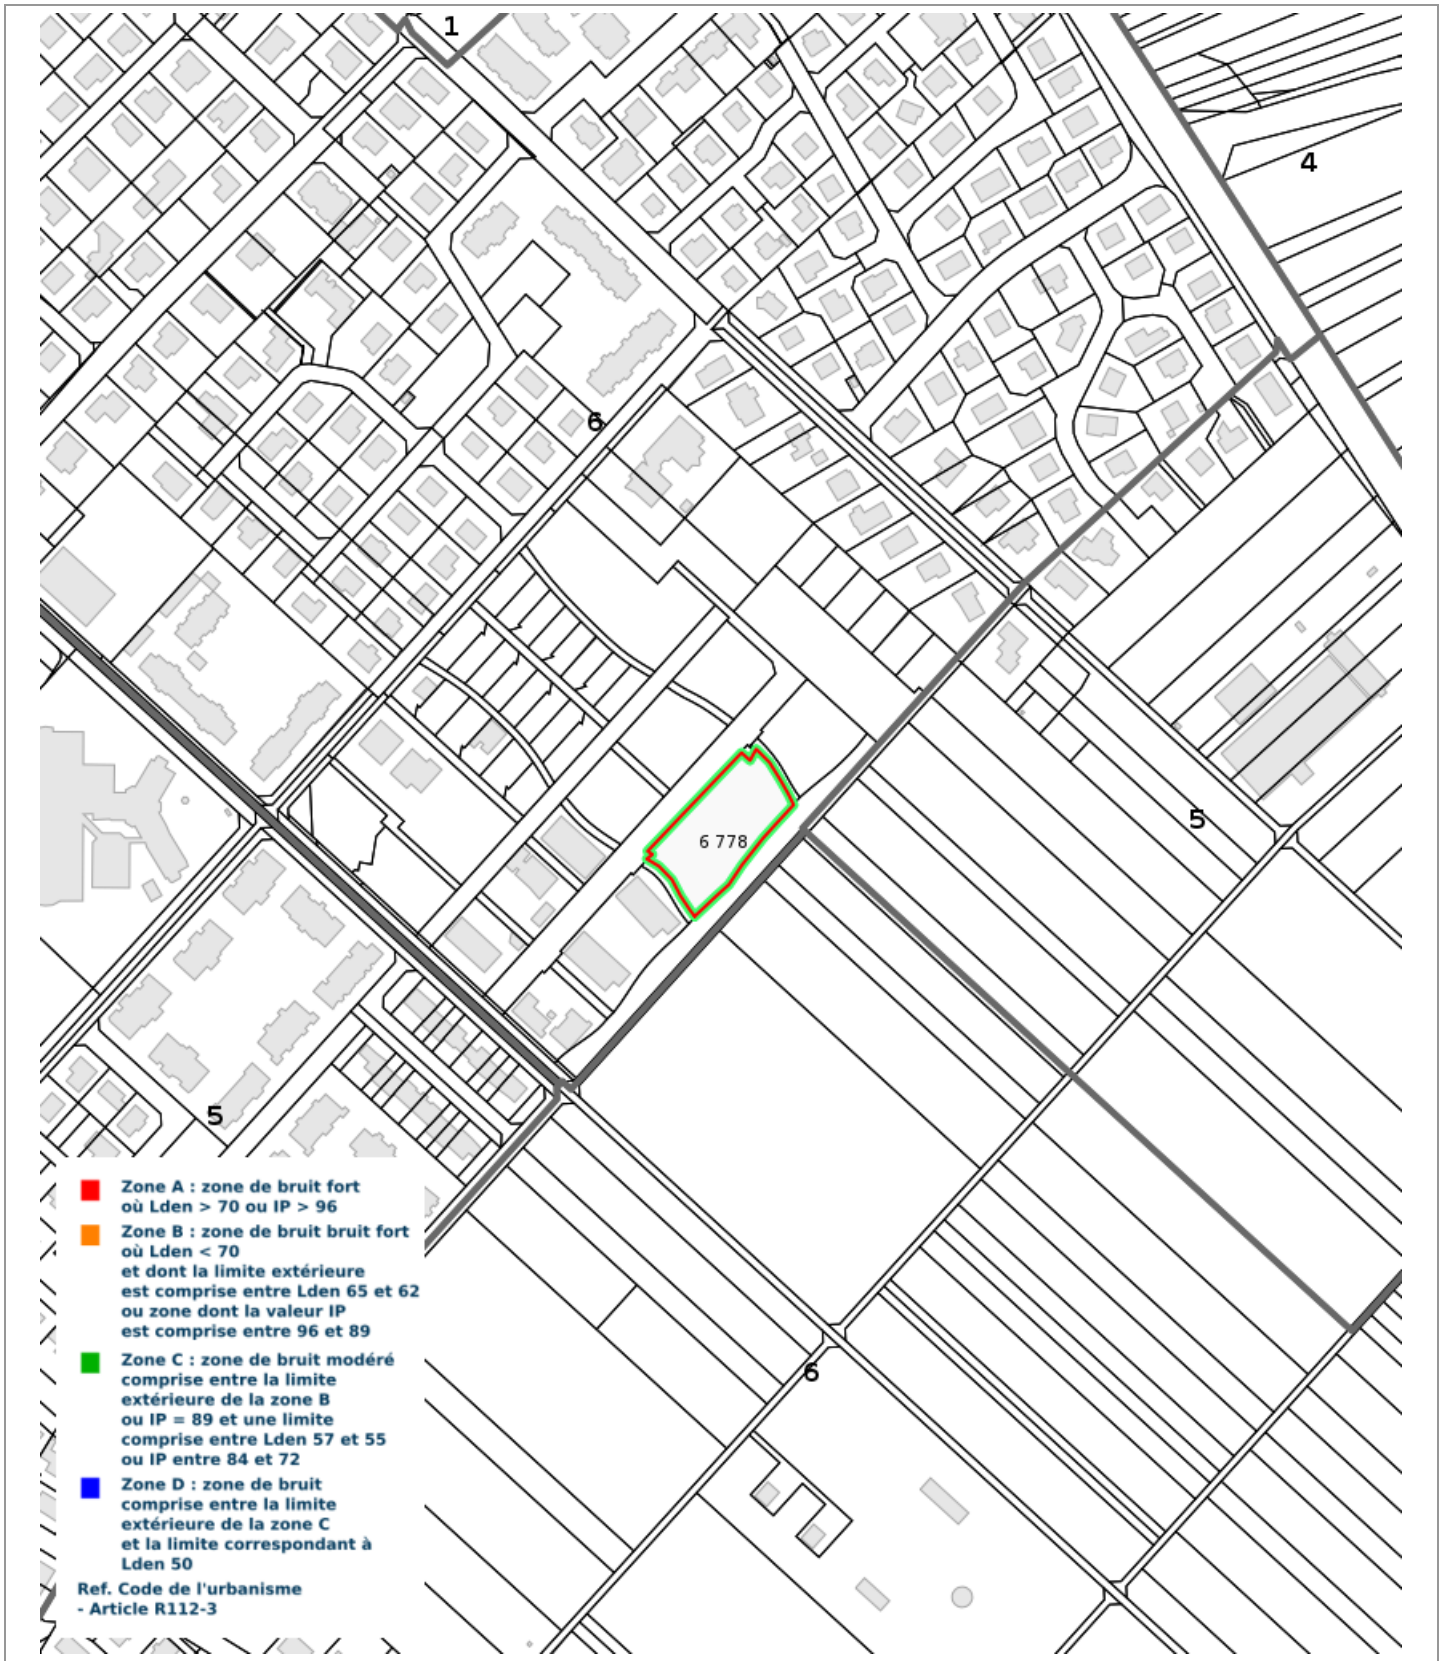 1
4
6
6 778
5
5
Zone A : zone de bruit fort
où Lden > 70 ou IP > 96
Zone B : zone de bruit bruit fort
où Lden < 70
et dont la limite extérieure
est comprise entre Lden 65 et 62
ou zone dont la valeur IP
est comprise entre 96 et 89
Zone C : zone de bruit modéré
comprise entre la limite
extérieure de la zone B
ou IP = 89 et une limite
comprise entre Lden 57 et 55
ou IP entre 84 et 72
Zone D : zone de bruit
comprise entre la limite
extérieure de la zone C
et la limite correspondant à
Lden 50
Ref. Code de l'urbanisme
- Article R112-3
6